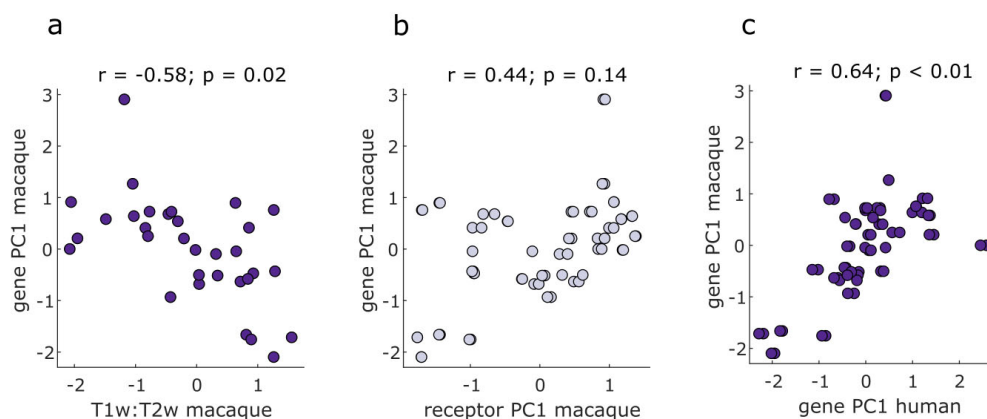 a
r = -0.58; p = 0.02
gene PC1 macaque
3
2
1
0
-1
-2
-2
-1
0
1
T1w:T2w macaque
b
r = 0.44; p = 0.14
gene PC1 macaque
3
2
1
0
-1
-2
-1
0
1
receptor PC1 macaque
c
r = 0.64; p < 0.01
gene PC1 macaque
3
2
1
0
-1
-2
-2
-1
0
1
2
gene PC1 human